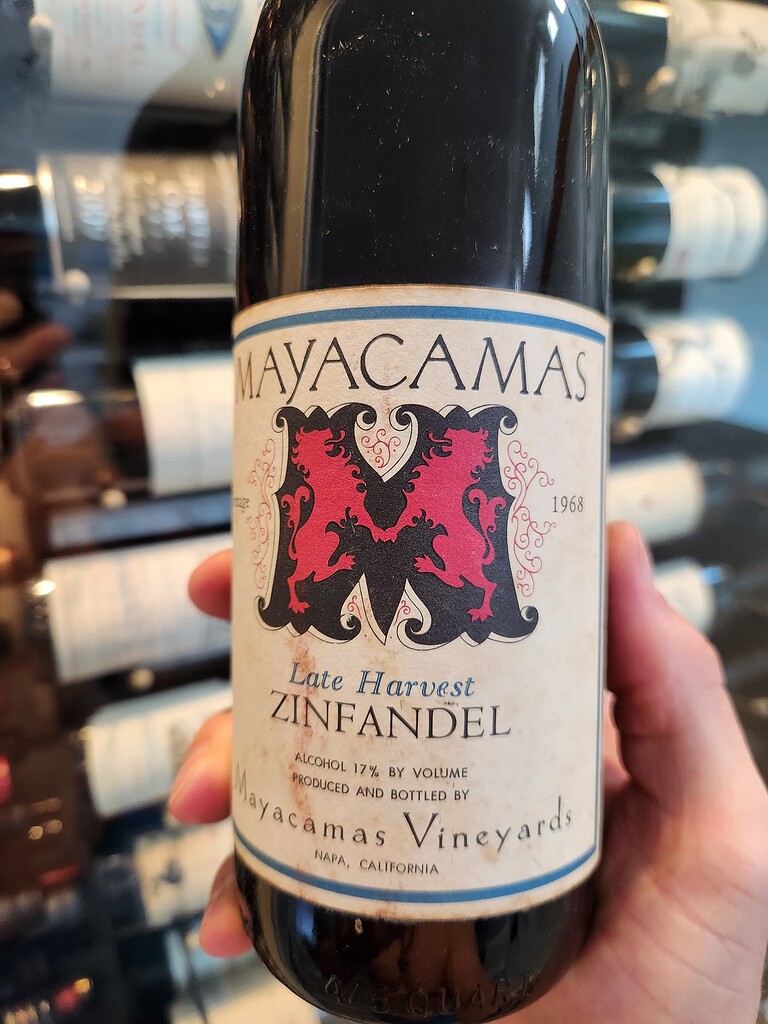 MAYACAMAS
1968
Late Harvest
ZINFANDEL
ALCOHOL 17% BY VOLUME
PRODUCED AND BOTTLED BY
Mayacamas Vineyards
NAPA, CALIFORNIA